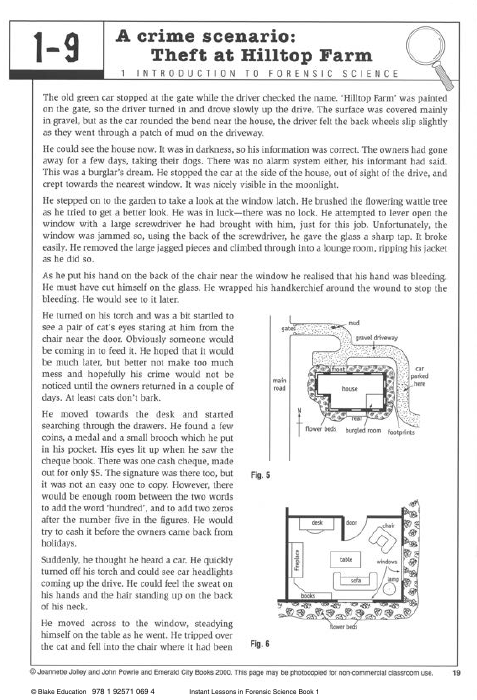 1-9
A crime scenario:
Theft at Hilltop Farm
1 INTRODUCTION TO FORENSIC SCIENCE
The old green car stopped at the gate while the driver checked the name. 'Hilltop Farm' was painted
on the gate, so the driver turned in and drove slowly up the drive. The surface was covered mainly
in gravel, but as the car rounded the bend near the house, the driver felt the back wheels slip slightly
as they went through a patch of mud on the driveway.
He could see the house now. It was in darkness, so his information was correct. The owners had gone
away for a few days, taking their dogs. There was no alarm system either, his informant had said.
This was a burglar's dream. He stopped the car at the side of the house, out of sight of the drive, and
crept towards the nearest window. It was nicely visible in the moonlight.
He stepped on to the garden to take a look at the window latch. He brushed the flowering wattle tree
as he tried to get a better look. He was in luck—there was no lock. He attempted to lever open the
window with a large screwdriver he had brought with him, just for this job. Unfortunately, the
window was jammed so, using the back of the screwdriver, he gave the glass a sharp tap. It broke
easily. He removed the large jagged pieces and climbed through into a lounge room, ripping his jacket
as he did so.
As he put his hand on the back of the chair near the window he realised that his hand was bleeding.
He must have cut himself on the glass. He wrapped his handkerchief around the wound to stop the
bleeding. He would see to it later.
He turned on his torch and was a bit startled to
see a pair of cat's eyes staring at him from the
chair near the door. Obviously someone would
be coming in to feed it. He hoped that it would
be much later, but better not make too much
mess and hopefully his crime would not be
noticed until the owners returned in a couple of
days. At least cats don't bark.
He moved towards the desk and started
searching through the drawers. He found a few
coins, a medal and a small brooch which he put
in his pocket. His eyes lit up when he saw the
cheque book. There was one cash cheque, made
out for only $5. The signature was there too, but
it was not an easy one to copy. However, there
would be enough room between the two words
to add the word 'hundred', and to add two zeros
after the number five in the figures. He would
try to cash it before the owners came back from
holidays.
Suddenly, he thought he heard a car. He quickly
turned off his torch and could see car headlights
coming up the drive. He could feel the sweat on
his hands and the hair standing up on the back
of his neck.
He moved across to the window, steadying
himself on the table as he went. He tripped over
the cat and fell into the chair where it had been
gate
mud
gravel driveway
front
main
road
house
car
parked
here
N
rear
flower beds
burgled room
footprints
Fig. 5
desk
door
chair
Fireplace
table
windows
sofa
lamp
books
flower beds
Fig. 6
© Jeannette Jolley and John Powrie and Emerald City Books 2000. This page may be photocopied for non-commercial classroom use.
19
© Blake Education 978 1 92571 069 4
Instant Lessons in Forensic Science Book 1